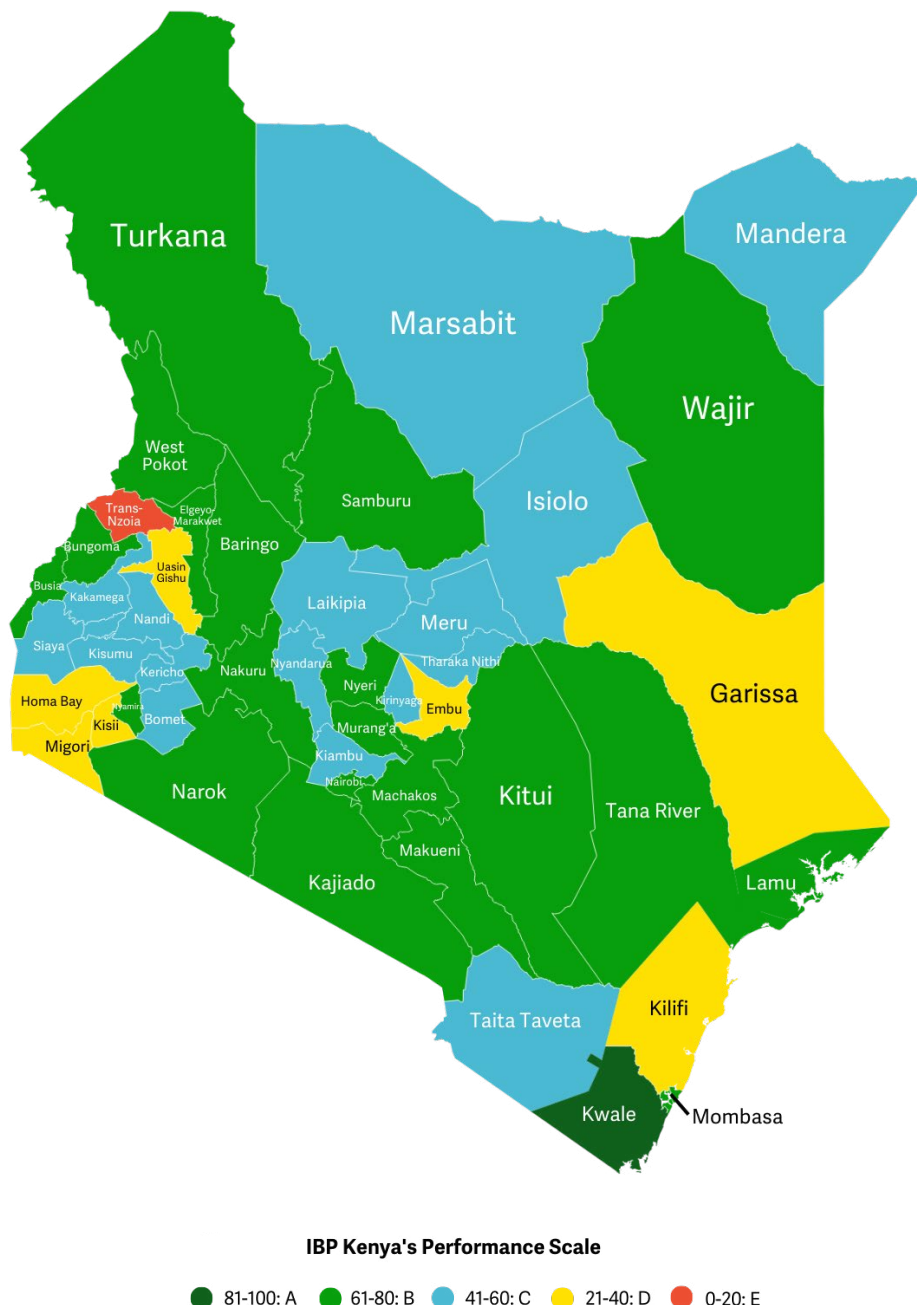 Turkana
Mandera
Marsabit
Wajir
West
Pokot
Samburu
Isiolo
Trans-
Nzoia
Elgeyo-
Marakwet
Bungoma
Baringo
Uasin
Gishu
Busia
Kakamega
Laikipia
Nandi
Meru
Siaya
Kisumu
Kericho
Nakuru
Nyandarua
Tharaka Nithi
Nyeri
Kirinyaga
Garissa
Homa Bay
Nyamira
Embu
Kisii
Bomet
Murang'a
Migori
Kiambu
Nairobi
Narok
Machakos
Kitui
Tana River
Makueni
Kajiado
Lamu
Taita Taveta
Kilifi
Kwale
Mombasa
IBP Kenya's Performance Scale
81-100: A 61-80: B 41-60: C 21-40: D 0-20: E